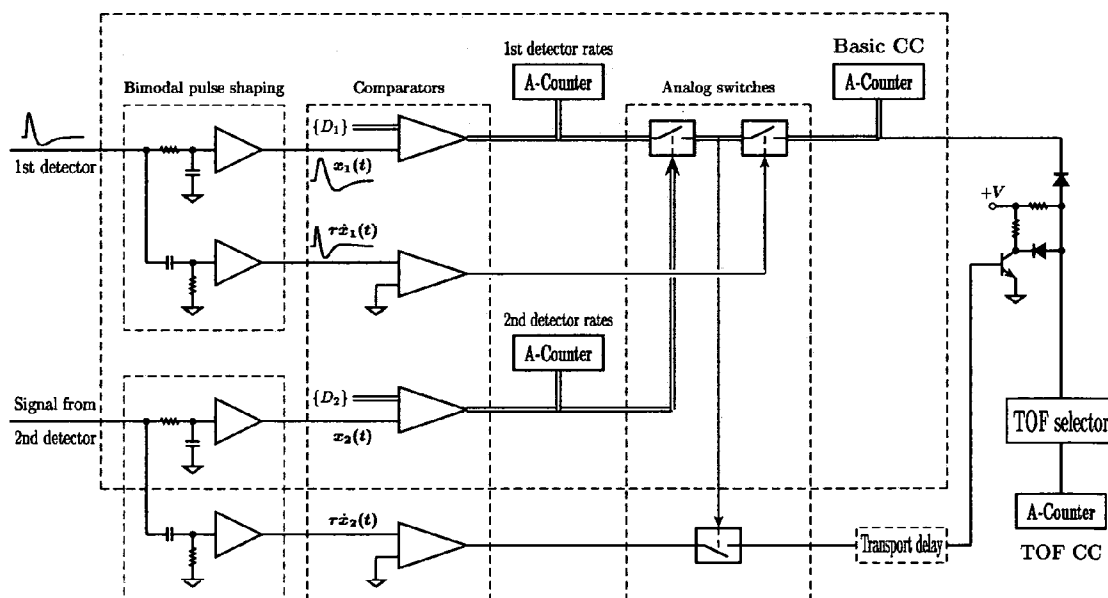 1st detector rates
Basic CC
A-Counter
A-Counter
Bimodal pulse shaping
Comparators
Analog switches
{D₁}
1st detector
x₁(t)
+V
τẋ₁(t)
2nd detector rates
A-Counter
Signal from
2nd detector
{D₂}
x₂(t)
TOF selector
τẋ₂(t)
A-Counter
Transport delay
TOF CC